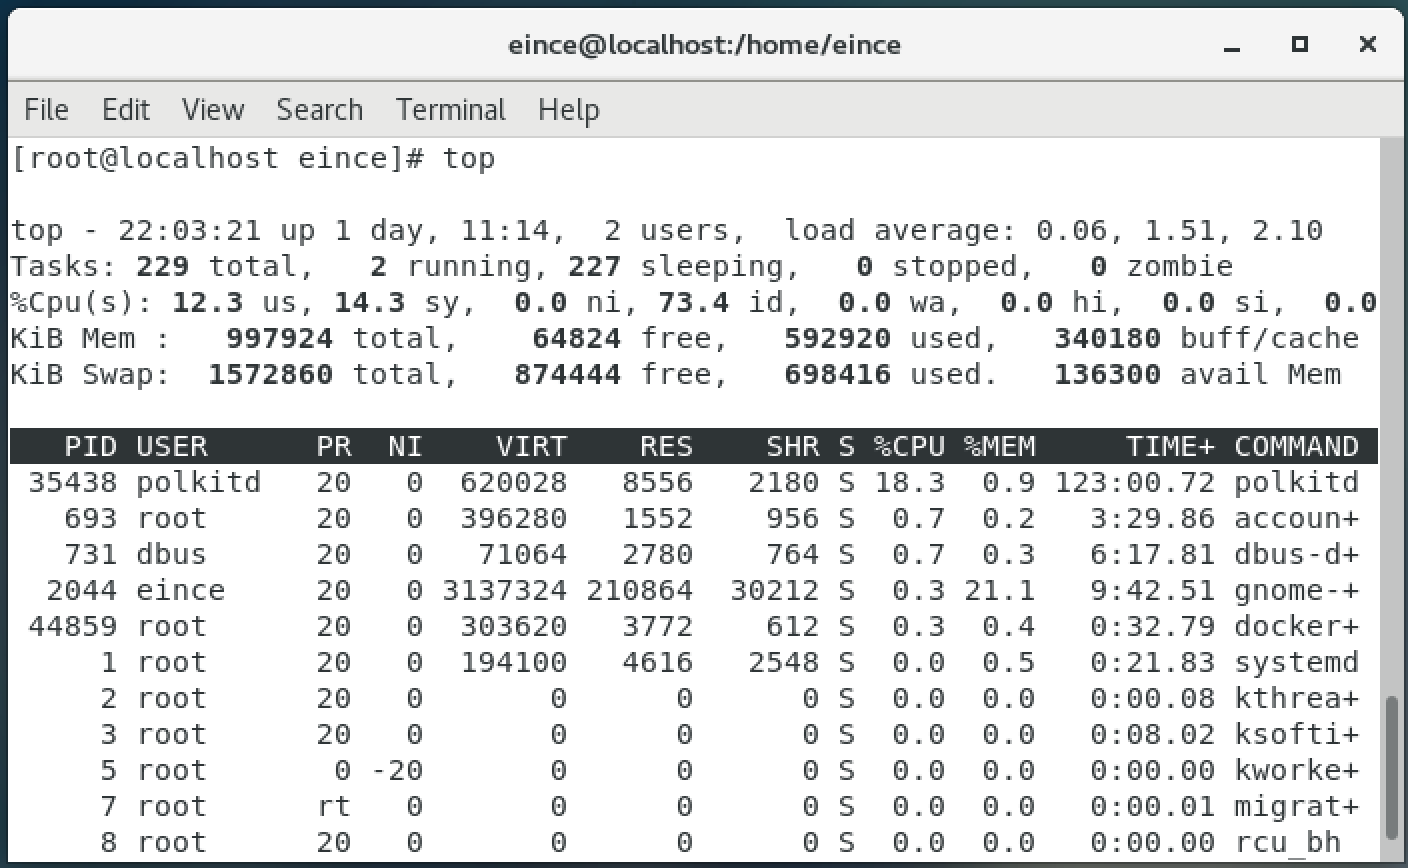 eince@localhost:/home/eince
File Edit View Search Terminal Help
[root@localhost eince]# top
top - 22:03:21 up 1 day, 11:14,  2 users,  load average: 0.06, 1.51, 2.10
Tasks: 229 total,   2 running, 227 sleeping,   0 stopped,   0 zombie
%Cpu(s): 12.3 us, 14.3 sy,  0.0 ni, 73.4 id,  0.0 wa,  0.0 hi,  0.0 si,  0.0
KiB Mem :   997924 total,    64824 free,   592920 used,   340180 buff/cache
KiB Swap:  1572860 total,   874444 free,   698416 used.   136300 avail Mem
   PID USER      PR  NI    VIRT    RES    SHR S %CPU %MEM     TIME+ COMMAND
 35438 polkitd   20   0  620028   8556   2180 S 18.3  0.9 123:00.72 polkitd
   693 root      20   0  396280   1552    956 S  0.7  0.2   3:29.86 accoun+
   731 dbus      20   0   71064   2780    764 S  0.7  0.3   6:17.81 dbus-d+
  2044 eince     20   0 3137324 210864  30212 S  0.3 21.1   9:42.51 gnome-+
 44859 root      20   0  303620   3772    612 S  0.3  0.4   0:32.79 docker+
     1 root      20   0  194100   4616   2548 S  0.0  0.5   0:21.83 systemd
     2 root      20   0       0      0      0 S  0.0  0.0   0:00.08 kthrea+
     3 root      20   0       0      0      0 S  0.0  0.0   0:08.02 ksofti+
     5 root       0 -20       0      0      0 S  0.0  0.0   0:00.00 kworke+
     7 root      rt   0       0      0      0 S  0.0  0.0   0:00.01 migrat+
     8 root      20   0       0      0      0 S  0.0  0.0   0:00.00 rcu_bh